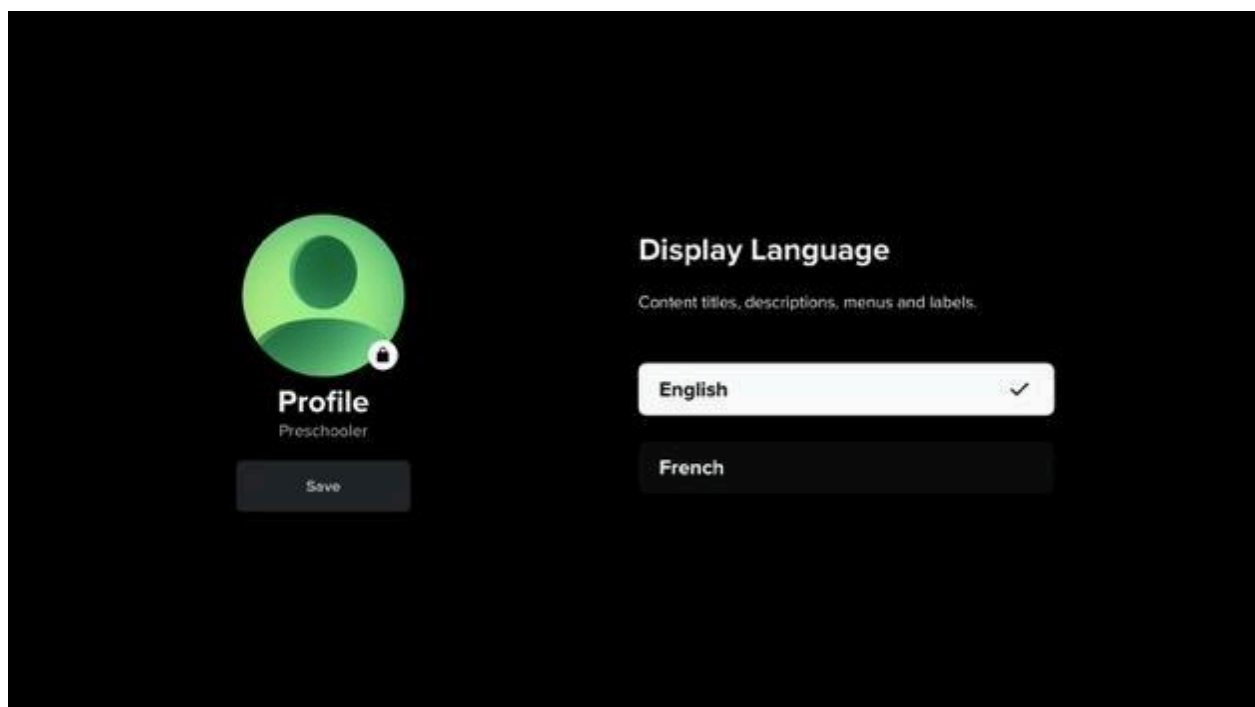 Profile
Preschooler
Save
Display Language
Content titles, descriptions, menus and labels.
English
French